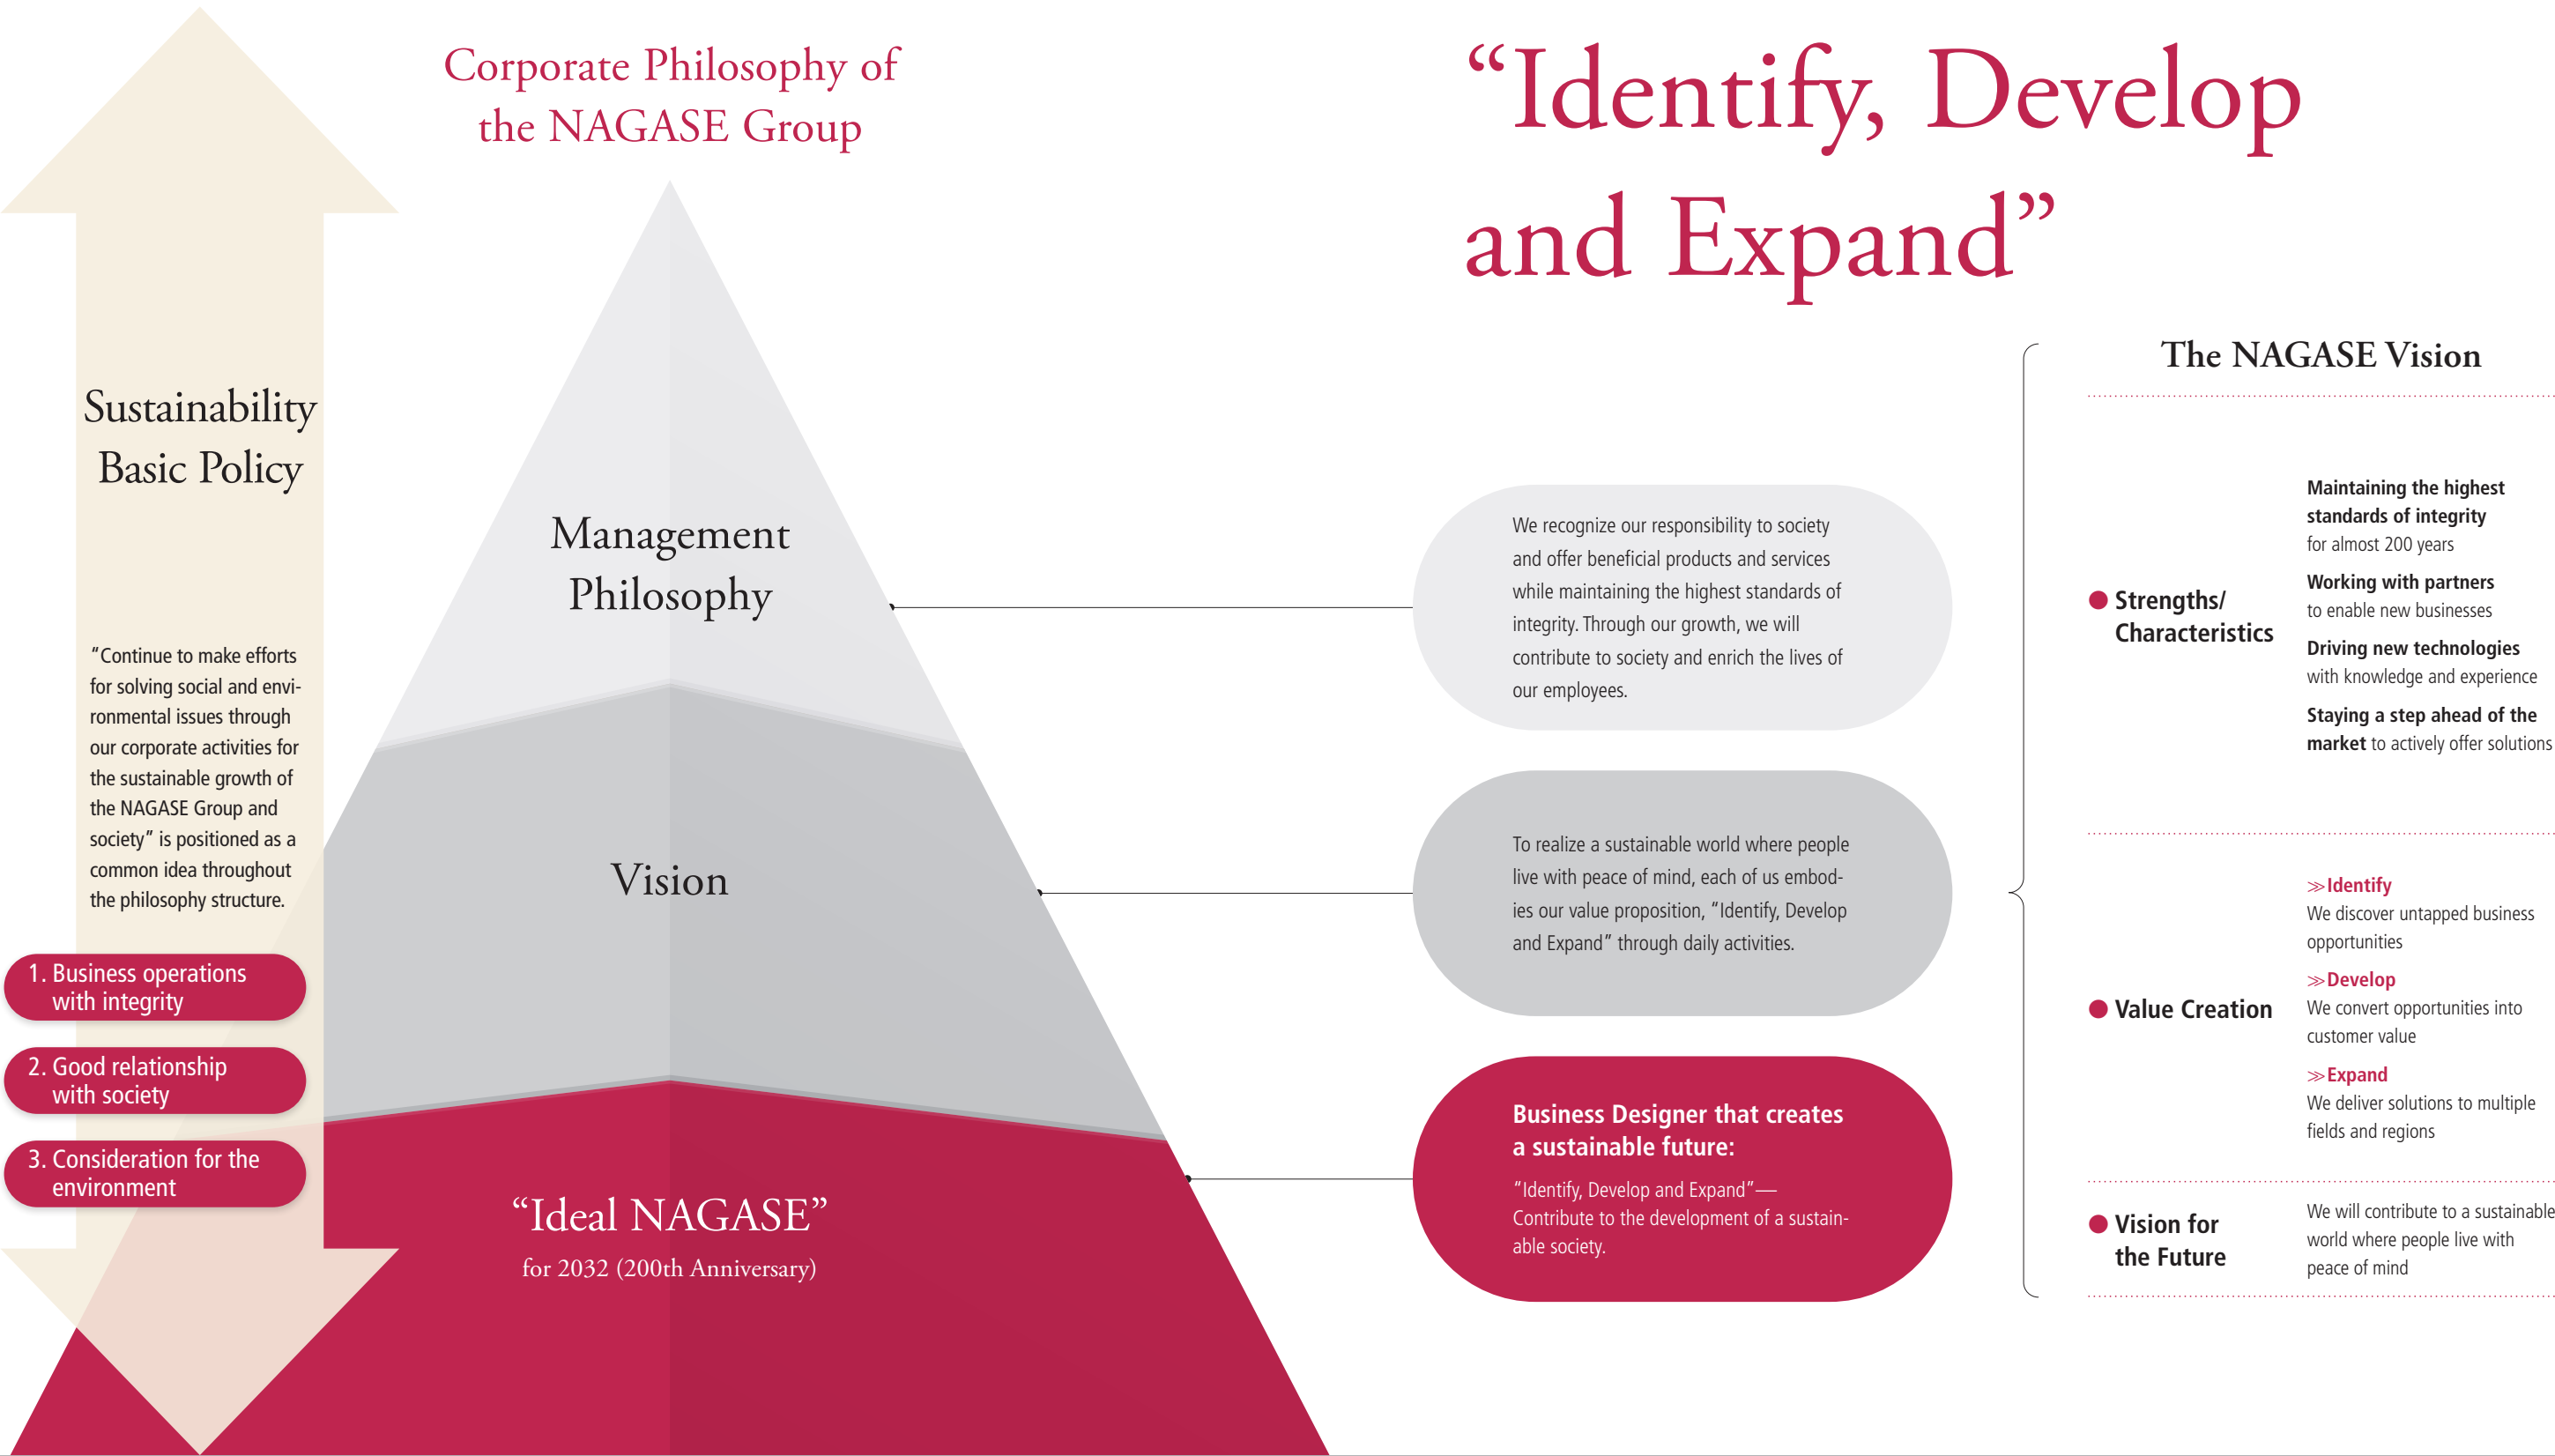 Corporate Philosophy of
the NAGASE Group
“Identify, Develop
and Expand”
Sustainability
Basic Policy
“Continue to make efforts
for solving social and envi-
ronmental issues through
our corporate activities for
the sustainable growth of
the NAGASE Group and
society” is positioned as a
common idea throughout
the philosophy structure.
1. Business operations
with integrity
2. Good relationship
with society
3. Consideration for the
environment
Management
Philosophy
Vision
“Ideal NAGASE”
for 2032 (200th Anniversary)
We recognize our responsibility to society
and offer beneficial products and services
while maintaining the highest standards of
integrity. Through our growth, we will
contribute to society and enrich the lives of
our employees.
To realize a sustainable world where people
live with peace of mind, each of us embod-
ies our value proposition, “Identify, Develop
and Expand” through daily activities.
Business Designer that creates
a sustainable future:
“Identify, Develop and Expand”—
Contribute to the development of a sustain-
able society.
The NAGASE Vision
● Strengths/
Characteristics
Maintaining the highest
standards of integrity
for almost 200 years
Working with partners
to enable new businesses
Driving new technologies
with knowledge and experience
Staying a step ahead of the
market to actively offer solutions
● Value Creation
≫Identify
We discover untapped business
opportunities
≫Develop
We convert opportunities into
customer value
≫Expand
We deliver solutions to multiple
fields and regions
● Vision for
the Future
We will contribute to a sustainable
world where people live with
peace of mind